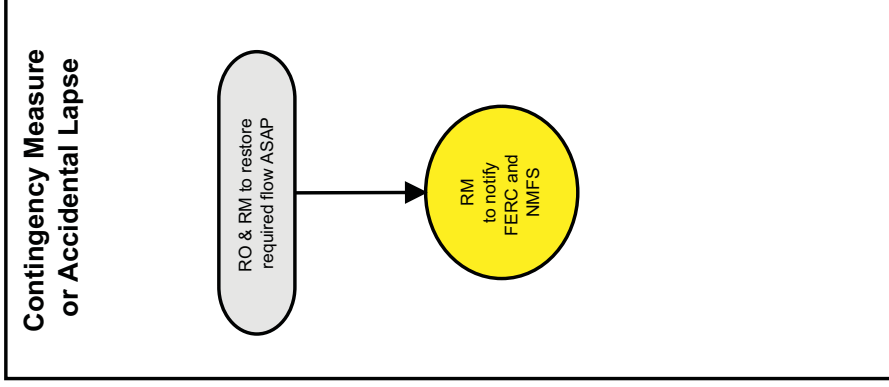 Contingency Measure
or Accidental Lapse
RO & RM to restore
required flow ASAP
RM
to notify
FERC and
NMFS